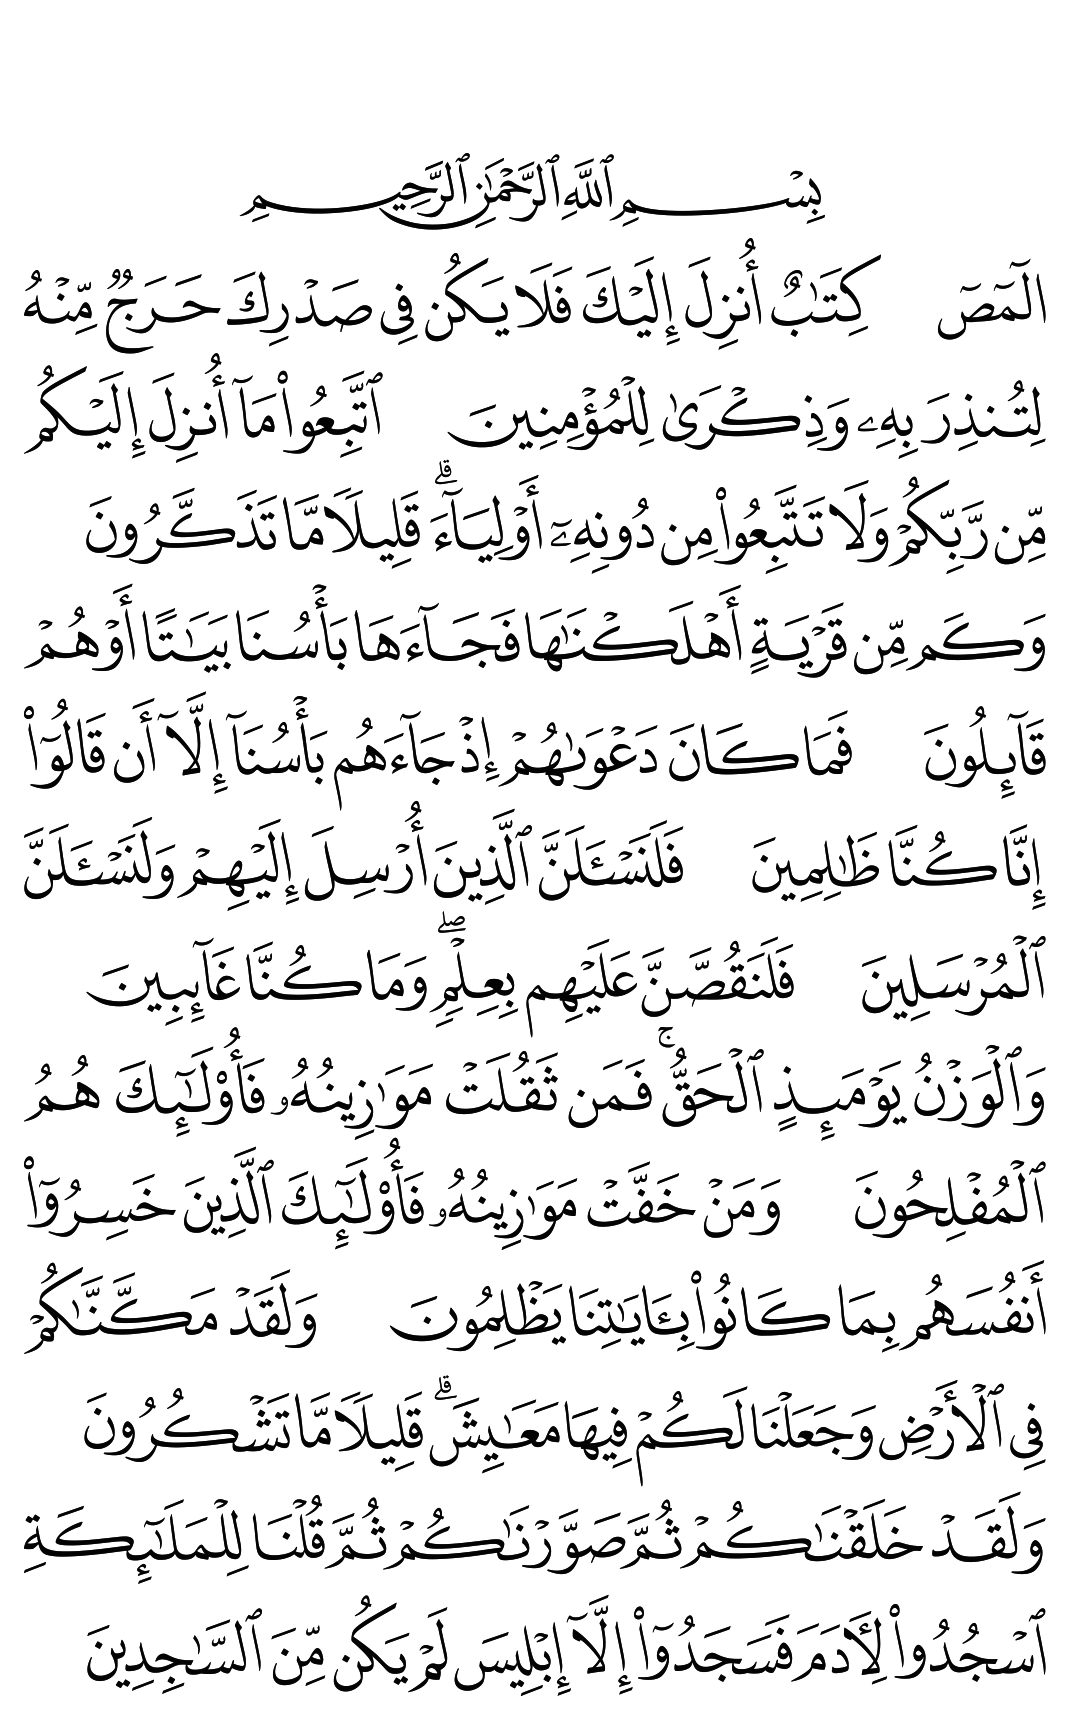 بِسْمِ ٱللَّهِ ٱلرَّحْمَٰنِ ٱلرَّحِيمِ
الٓمٓصٓ كِتَٰبٌ أُنزِلَ إِلَيْكَ فَلَا يَكُن فِى صَدْرِكَ حَرَجٌ مِّنْهُ
لِتُنذِرَ بِهِۦ وَذِكْرَىٰ لِلْمُؤْمِنِينَ ٱتَّبِعُوا۟ مَآ أُنزِلَ إِلَيْكُم
مِّن رَّبِّكُمْ وَلَا تَتَّبِعُوا۟ مِن دُونِهِۦٓ أَوْلِيَآءَ ۗ قَلِيلًا مَّا تَذَكَّرُونَ
وَكَم مِّن قَرْيَةٍ أَهْلَكْنَٰهَا فَجَآءَهَا بَأْسُنَا بَيَٰتًا أَوْ هُمْ
قَآئِلُونَ فَمَا كَانَ دَعْوَىٰهُمْ إِذْ جَآءَهُم بَأْسُنَآ إِلَّآ أَن قَالُوٓا۟
إِنَّا كُنَّا ظَٰلِمِينَ فَلَنَسْـَٔلَنَّ ٱلَّذِينَ أُرْسِلَ إِلَيْهِمْ وَلَنَسْـَٔلَنَّ
ٱلْمُرْسَلِينَ فَلَنَقُصَّنَّ عَلَيْهِم بِعِلْمٍ ۖ وَمَا كُنَّا غَآئِبِينَ
وَٱلْوَزْنُ يَوْمَئِذٍ ٱلْحَقُّ ۚ فَمَن ثَقُلَتْ مَوَٰزِينُهُۥ فَأُو۟لَٰٓئِكَ هُمُ
ٱلْمُفْلِحُونَ وَمَنْ خَفَّتْ مَوَٰزِينُهُۥ فَأُو۟لَٰٓئِكَ ٱلَّذِينَ خَسِرُوٓا۟
أَنفُسَهُم بِمَا كَانُوا۟ بِـَٔايَٰتِنَا يَظْلِمُونَ وَلَقَدْ مَكَّنَّٰكُمْ
فِى ٱلْأَرْضِ وَجَعَلْنَا لَكُمْ فِيهَا مَعَٰيِشَ ۗ قَلِيلًا مَّا تَشْكُرُونَ
وَلَقَدْ خَلَقْنَٰكُمْ ثُمَّ صَوَّرْنَٰكُمْ ثُمَّ قُلْنَا لِلْمَلَٰٓئِكَةِ
ٱسْجُدُوا۟ لِـَٔادَمَ فَسَجَدُوٓا۟ إِلَّآ إِبْلِيسَ لَمْ يَكُن مِّنَ ٱلسَّٰجِدِينَ